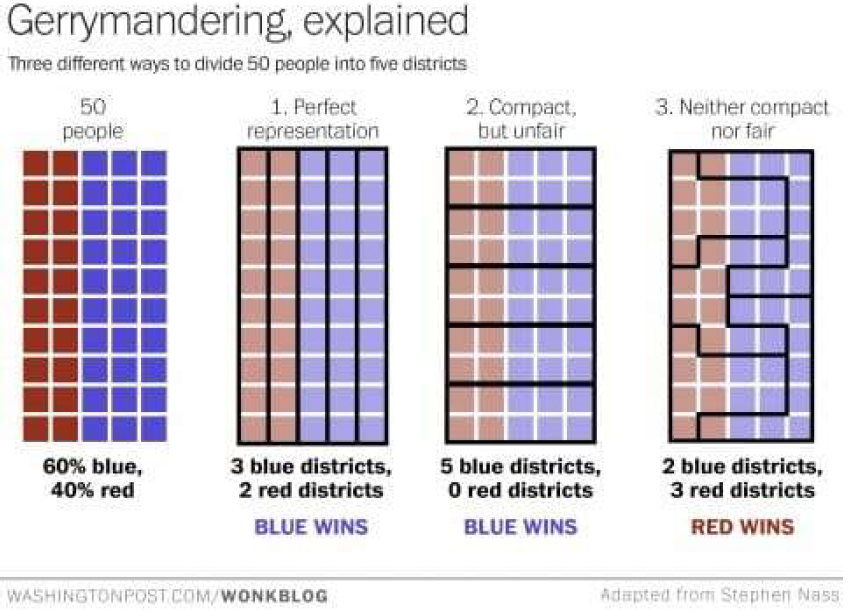 Gerrymandering, explained
Three different ways to divide 50 people into five districts
50
people
1. Perfect
representation
2. Compact,
but unfair
3. Neither compact
nor fair
60% blue,
40% red
3 blue districts,
2 red districts
BLUE WINS
5 blue districts,
0 red districts
BLUE WINS
2 blue districts,
3 red districts
RED WINS
WASHINGTONPOST.COM/WONKBLOG
Adapted from Stephen Nass